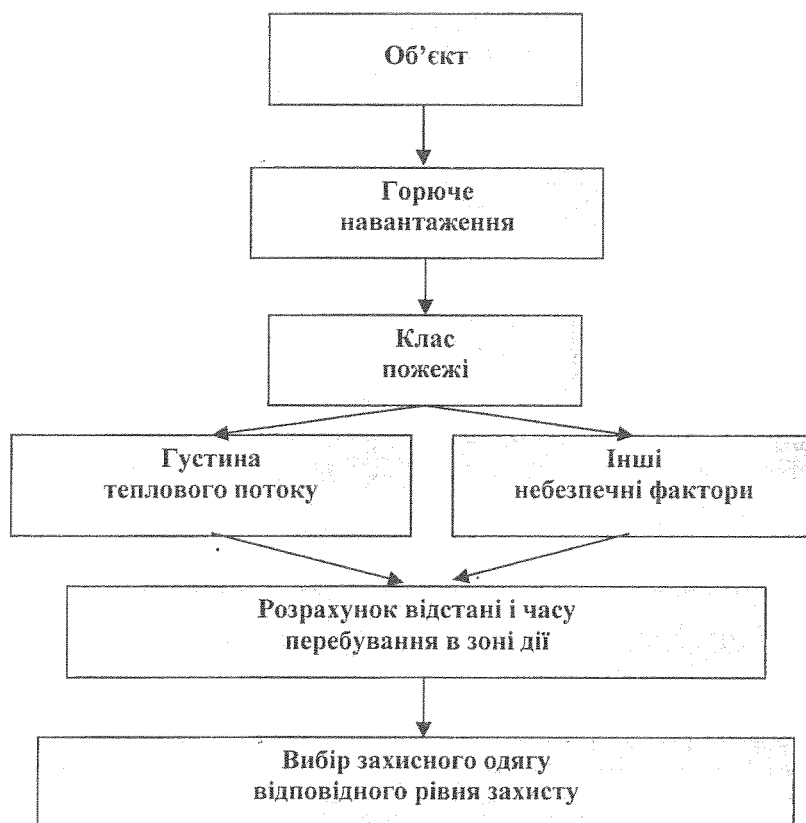 Об’єкт
Горюче
навантаження
Клас
пожежі
Густина
теплового потоку
Інші
небезпечні фактори
Розрахунок відстані і часу
перебування в зоні дії
Вибір захисного одягу
відповідного рівня захисту